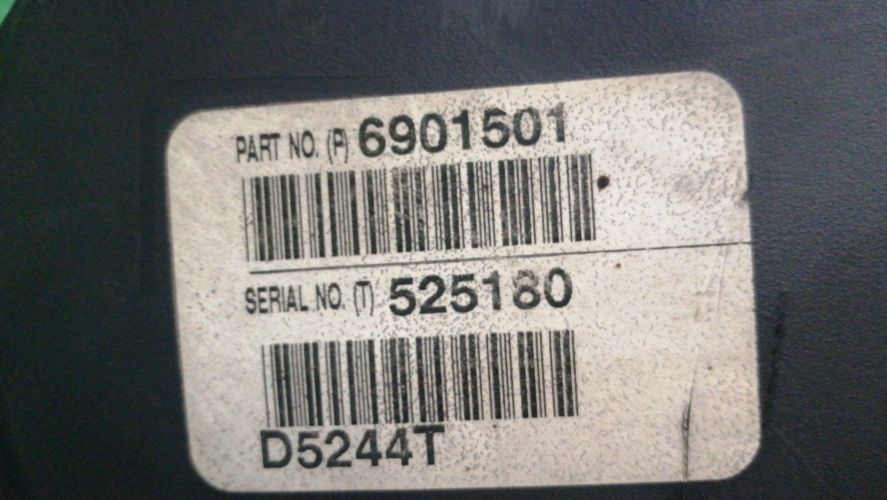 PART NO. (P) 6901501
SERIAL NO. (T) 525180
D5244T